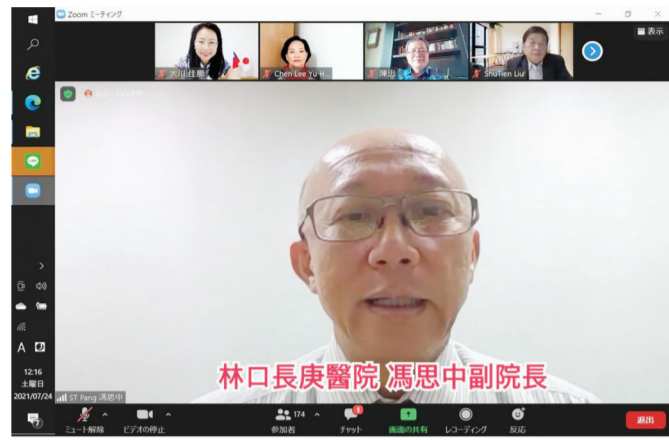 Zoom ミーティング
表示
大川 佳順
Chen Lee Yu H...
陳忠
ShuTien Liu
レコーディング中
林口長庚醫院 馮思中副院長
ST Pang 馮思中
A
12:16
土曜日
2021/07/24
7
ミュート解除
ビデオの停止
174
参加者
チャット
画面の共有
レコーディング
反応
退出